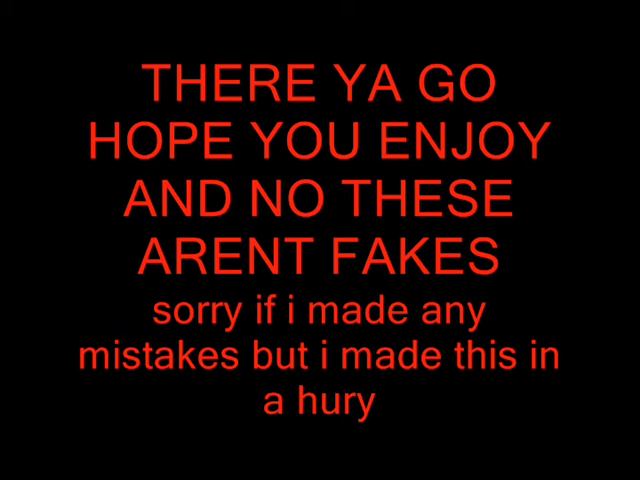 THERE YA GO
HOPE YOU ENJOY
AND NO THESE
ARENT FAKES
sorry if i made any
mistakes but i made this in
a hury